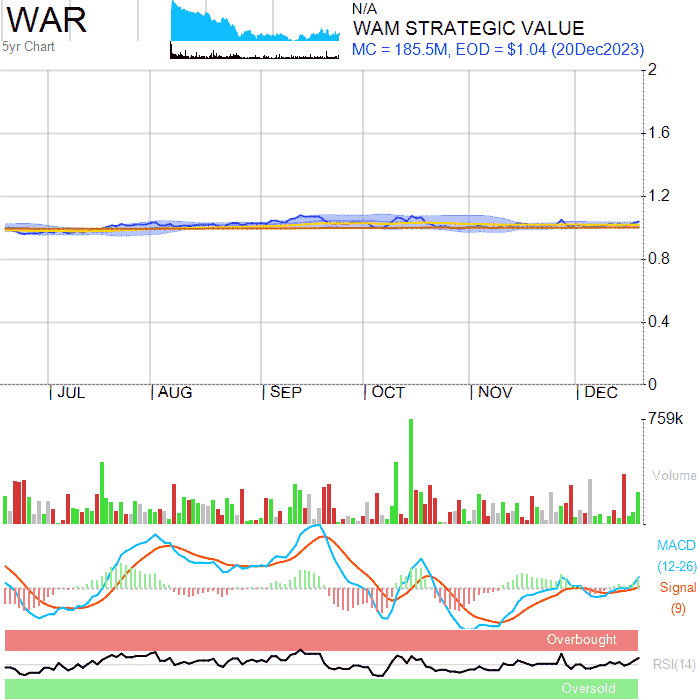 WAR
5yr Chart
N/A
WAM STRATEGIC VALUE
MC = 185.5M, EOD = $1.04 (20Dec2023)
2
1.6
1.2
0.8
0.4
0
JUL AUG SEP OCT NOV DEC
759k
Volume
MACD
(12-26)
Signal
(9)
Overbought
RSI(14)
Oversold